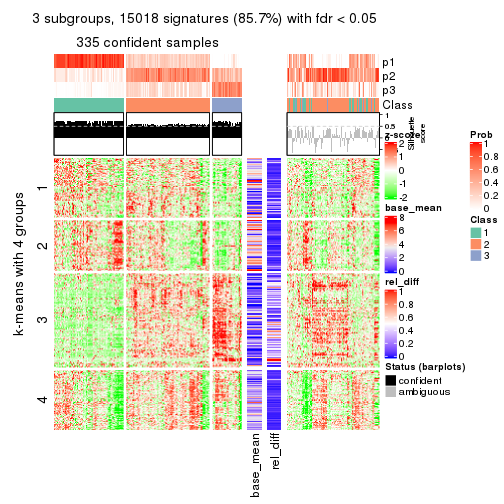 3 subgroups, 15018 signatures (85.7%) with fdr < 0.05
335 confident samples
p1
p2
p3
Class
1
0.5
0
Silhouette
score
k-means with 4 groups
1
2
3
4
base_mean
rel_diff
z-score
2
1
0
-1
-2
base_mean
8
6
4
2
0
rel_diff
1
0.8
0.6
0.4
0.2
0
Status (barplots)
confident
ambiguous
Prob
1
0.8
0.6
0.4
0.2
0
Class
1
2
3